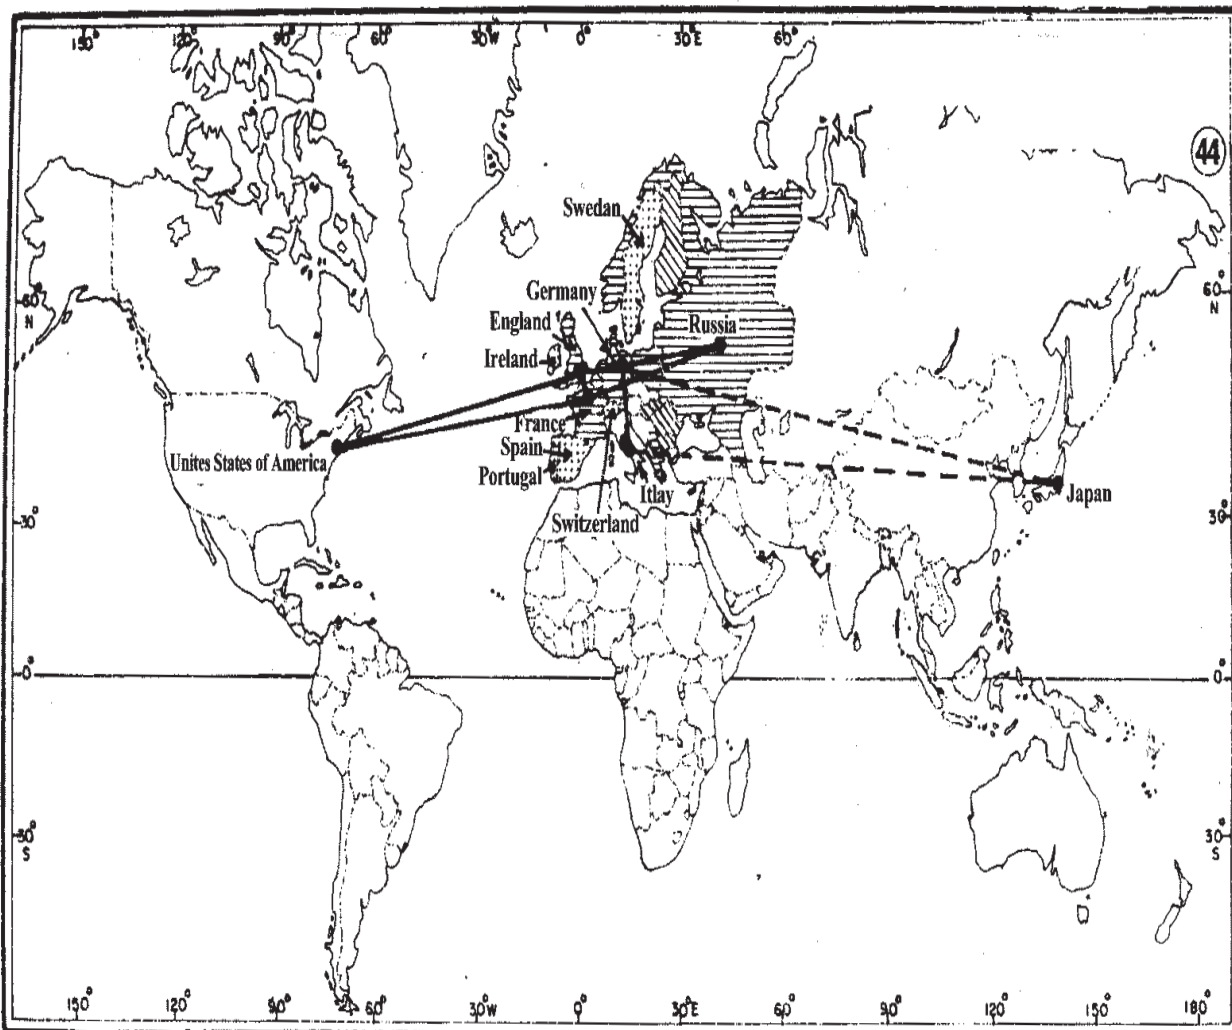 150° 120° 90° 60° 30°W 0° 30°E 60°
44
Swedan
60° N
60° N
Germany
England
Russia
Ireland
France
Unites States of America
Spain
Portugal
Itlay
Japan
Switzerland
30°
30°
0°
0°
30° S
30° S
150° 120° 90° 60° 30°W 0° 30°E 60° 90° 120° 150° 180°